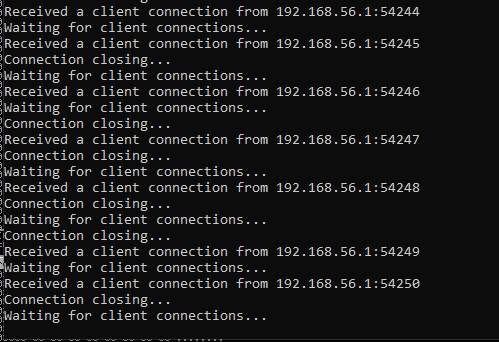 Received a client connection from 192.168.56.1:54244
Waiting for client connections...
Received a client connection from 192.168.56.1:54245
Connection closing...
Waiting for client connections...
Received a client connection from 192.168.56.1:54246
Waiting for client connections...
Connection closing...
Received a client connection from 192.168.56.1:54247
Connection closing...
Waiting for client connections...
Received a client connection from 192.168.56.1:54248
Connection closing...
Waiting for client connections...
Connection closing...
Received a client connection from 192.168.56.1:54249
Waiting for client connections...
Received a client connection from 192.168.56.1:54250
Connection closing...
Waiting for client connections...